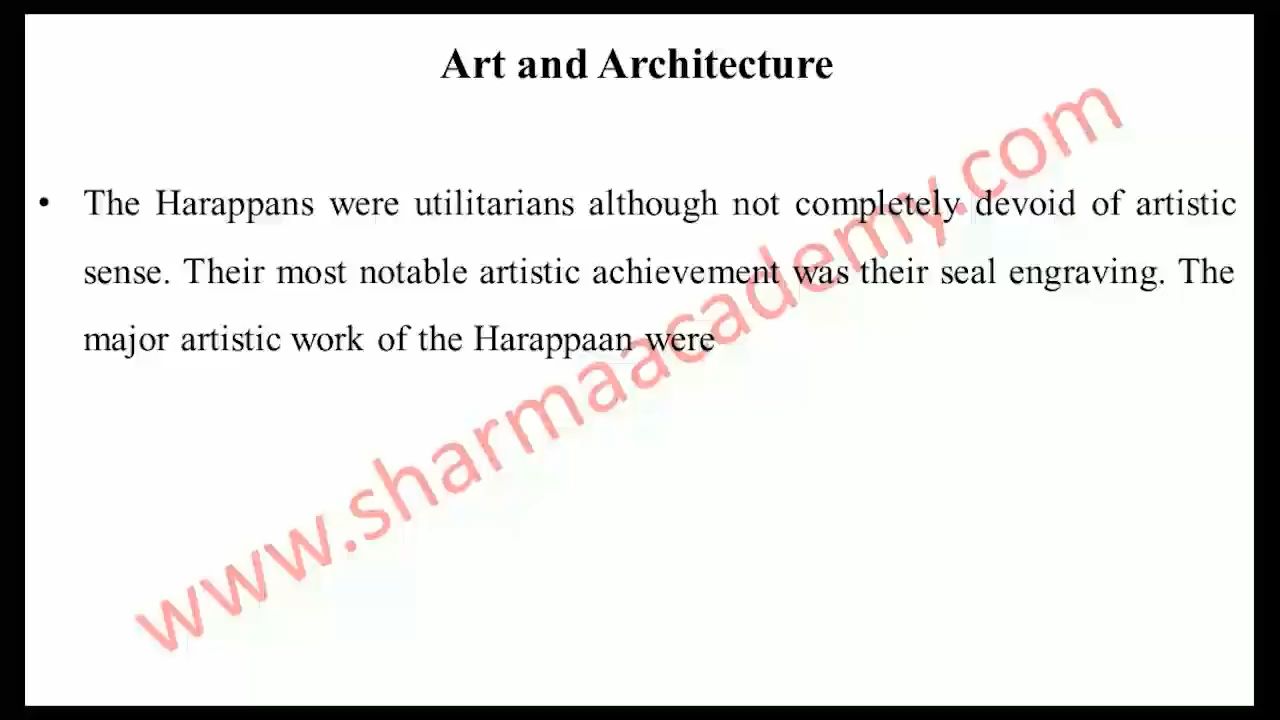 Art and Architecture
• The Harappans were utilitarians although not completely devoid of artistic
sense. Their most notable artistic achievement was their seal engraving. The
major artistic work of the Harappaan were
www.sharmaacademy.com